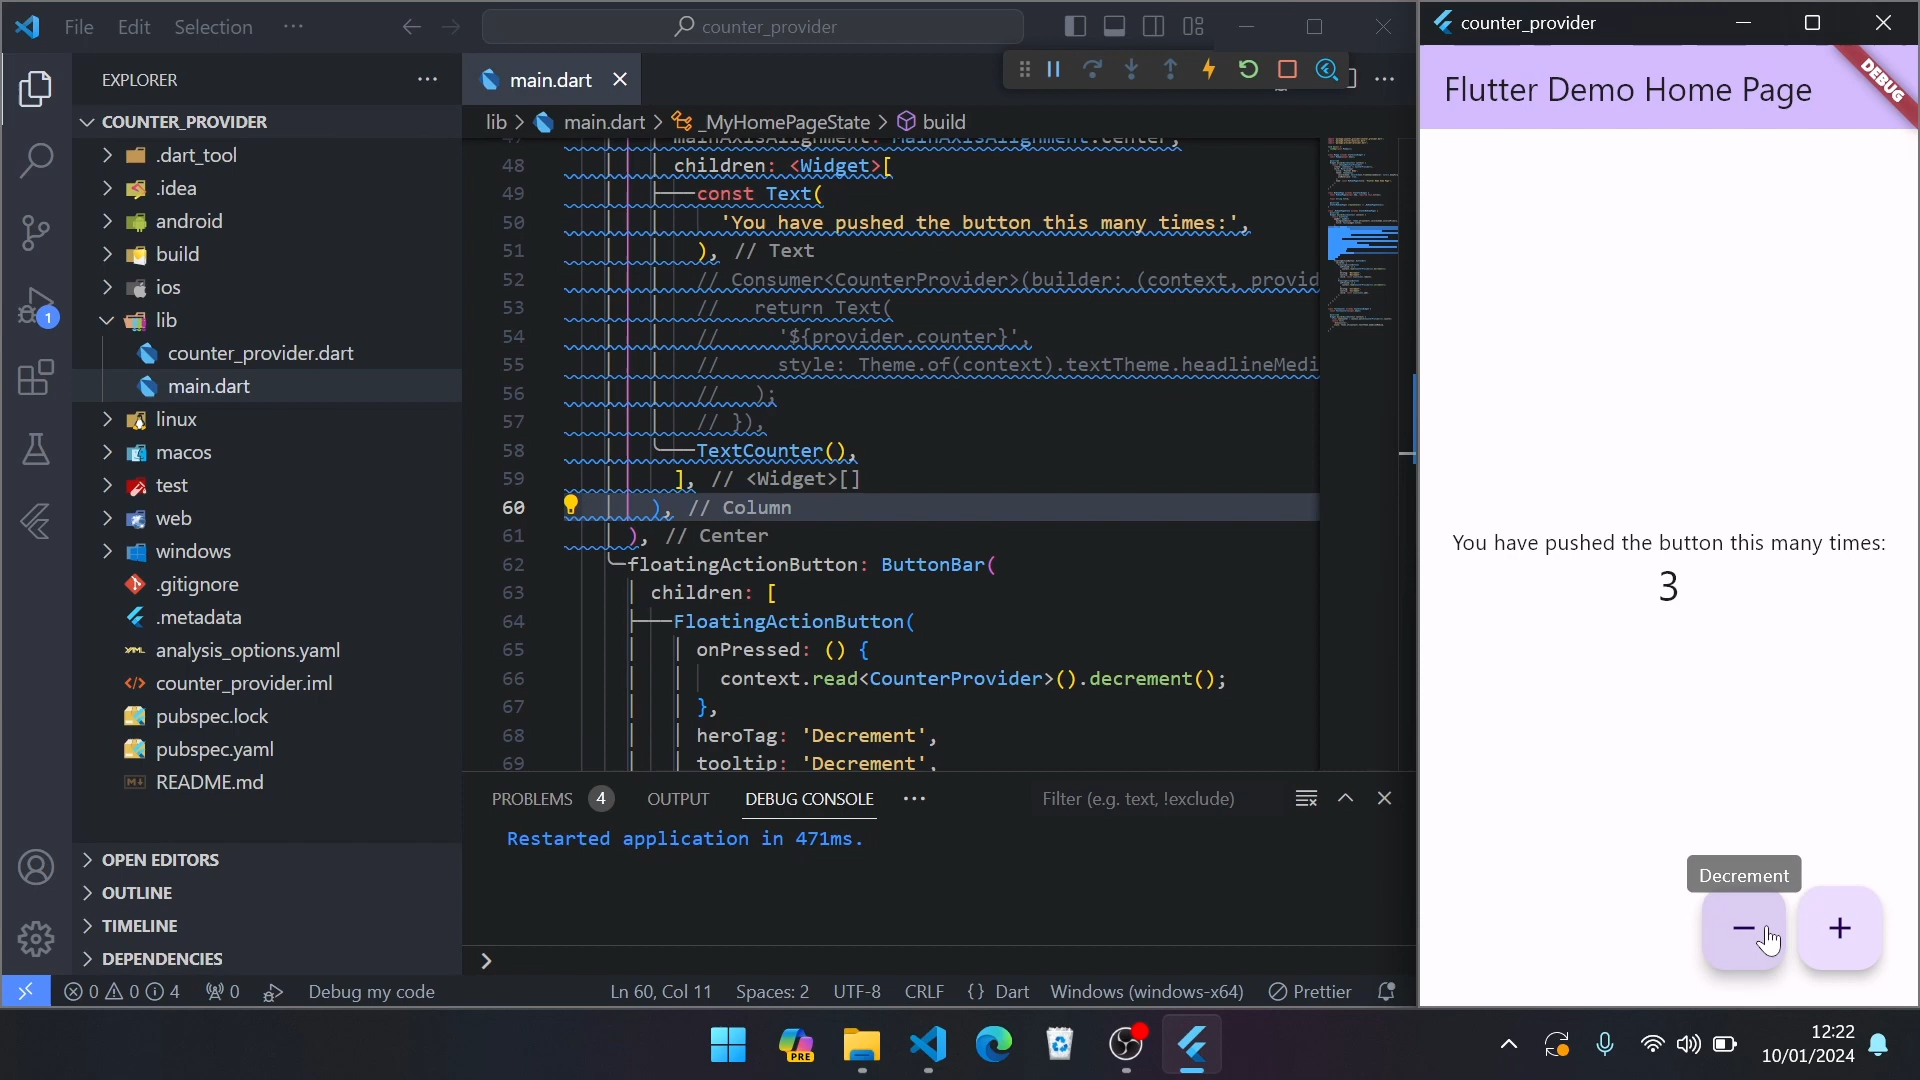 File Edit Selection ···
counter_provider
EXPLORER
COUNTER_PROVIDER
.dart_tool
.idea
android
build
ios
lib
counter_provider.dart
main.dart
linux
macos
test
web
windows
.gitignore
.metadata
analysis_options.yaml
counter_provider.iml
pubspec.lock
pubspec.yaml
README.md
OPEN EDITORS
OUTLINE
TIMELINE
DEPENDENCIES
1
main.dart
lib > main.dart > _MyHomePageState > build
47 mainAxisAlignment: MainAxisAlignment.center,
48 children: <Widget>[
49 const Text(
50 'You have pushed the button this many times:',
51 ), // Text
52 // Consumer<CounterProvider>(builder: (context, provid
53 // return Text(
54 // '${provider.counter}',
55 // style: Theme.of(context).textTheme.headlineMedi
56 // );
57 // }),
58 TextCounter(),
59 ], // <Widget>[]
60 ), // Column
61 ), // Center
62 floatingActionButton: ButtonBar(
63 children: [
64 FloatingActionButton(
65 onPressed: () {
66 context.read<CounterProvider>().decrement();
67 },
68 heroTag: 'Decrement',
69 tooltip: 'Decrement',
PROBLEMS 4 OUTPUT DEBUG CONSOLE ···
Filter (e.g. text, !exclude)
Restarted application in 471ms.
>
0 0 4 0 Debug my code
Ln 60, Col 11 Spaces: 2 UTF-8 CRLF {} Dart Windows (windows-x64) Prettier
counter_provider
Flutter Demo Home Page
DEBUG
You have pushed the button this many times:
3
Decrement
− +
PRE
12:22
10/01/2024